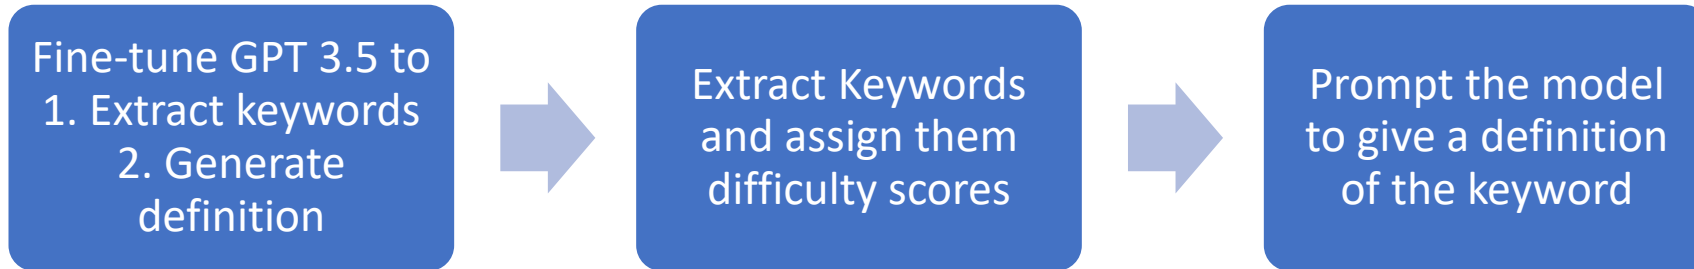 Fine-tune GPT 3.5 to
1. Extract keywords
2. Generate
definition
Extract Keywords
and assign them
difficulty scores
Prompt the model
to give a definition
of the keyword